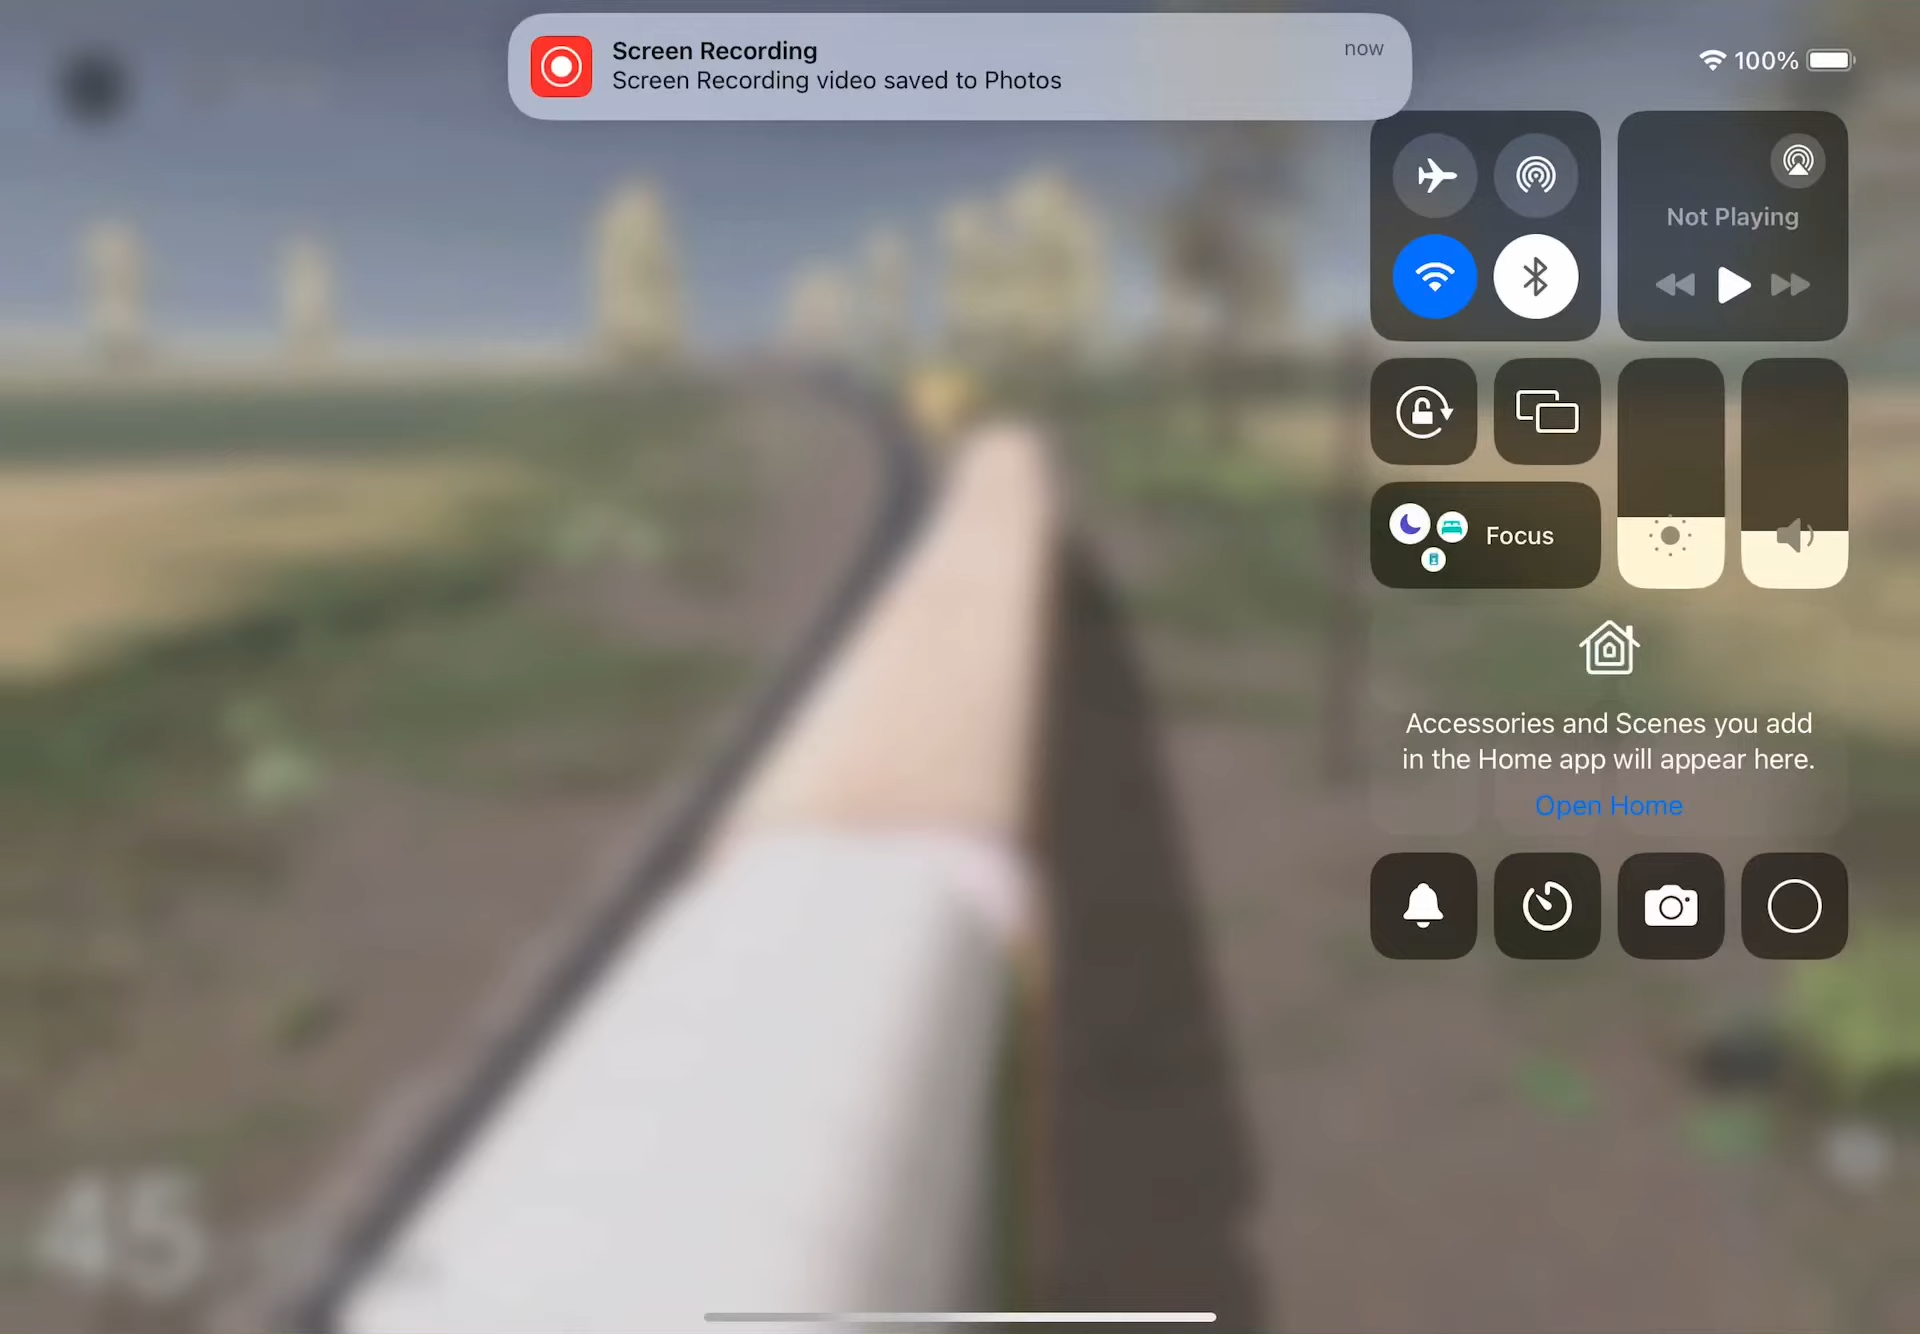 Screen Recording
now
Screen Recording video saved to Photos
100%
Not Playing
Focus
Accessories and Scenes you add
in the Home app will appear here.
Open Home
45